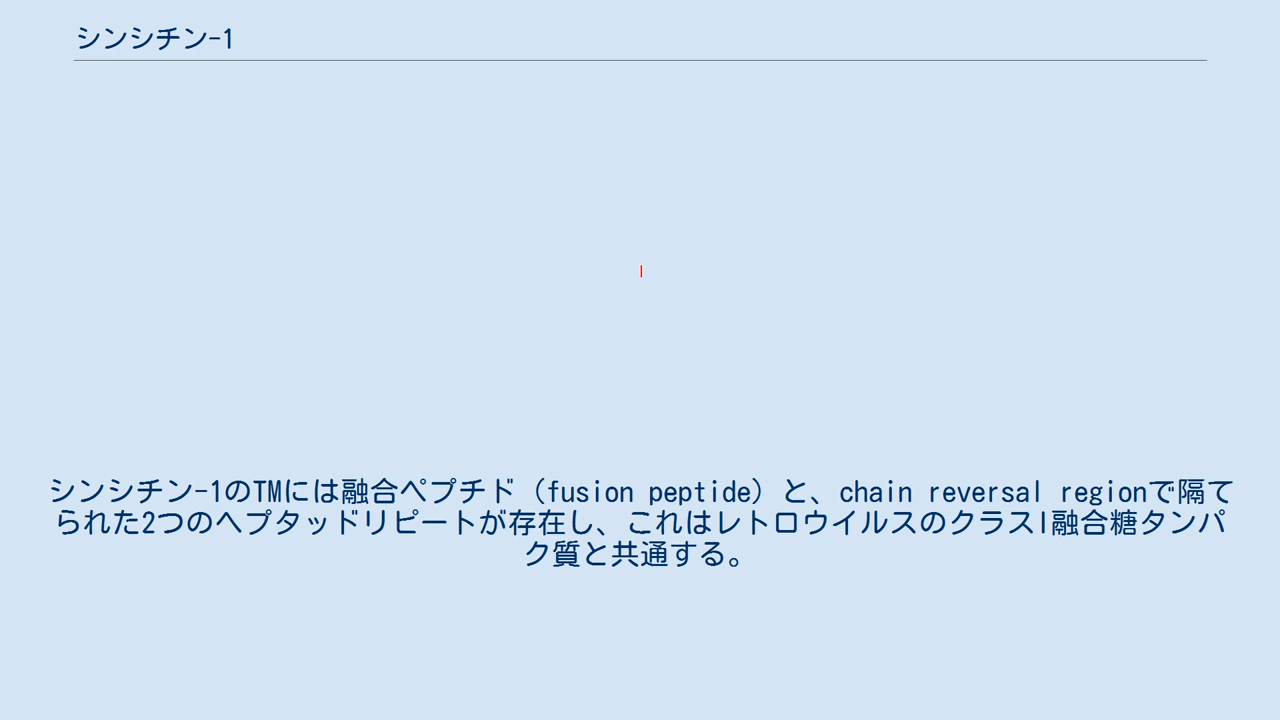 シンシチン-1
シンシチン-1のTMには融合ペプチド（fusion peptide）と、chain reversal regionで隔て
られた2つのヘプタッドリピートが存在し、これはレトロウイルスのクラスI融合糖タンパ
ク質と共通する。